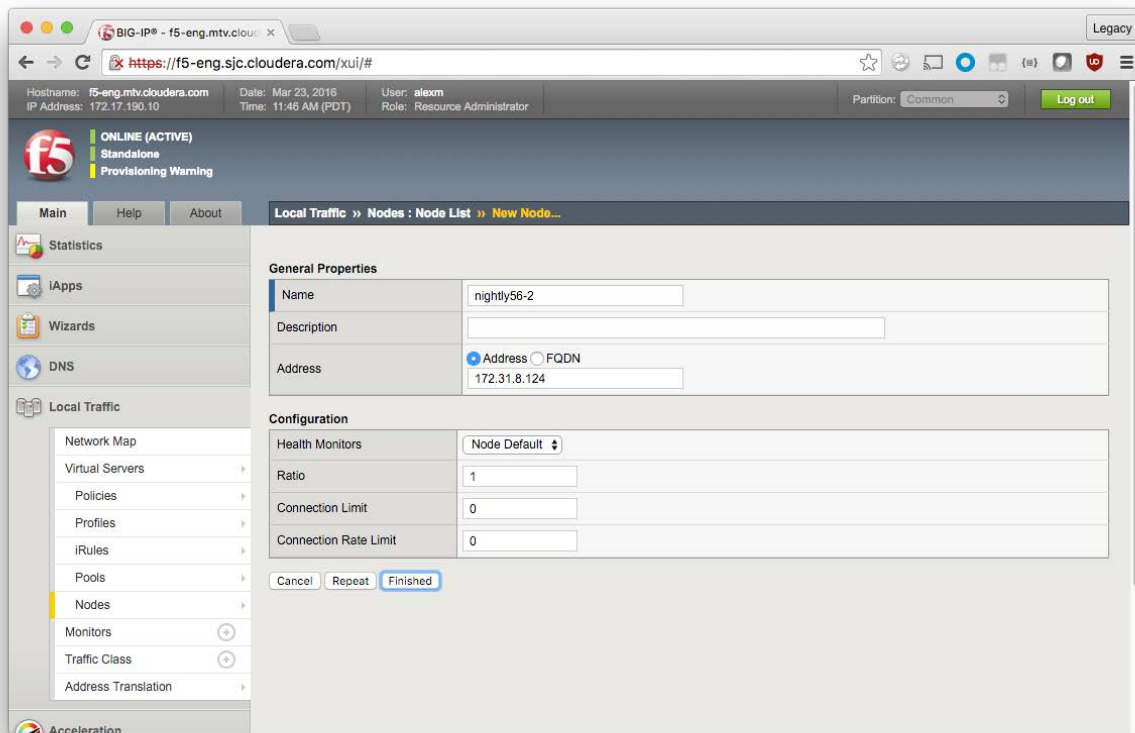 BIG-IP® - f5-eng.mtv.clou
Legacy
https://f5-eng.sjc.cloudera.com/xui/#
Hostname: f5-eng.mtv.cloudera.com Date: Mar 23, 2016 User: alexm
IP Address: 172.17.190.10 Time: 11:46 AM (PDT) Role: Resource Administrator
Partition: Common Log out
f5
ONLINE (ACTIVE)
Standalone
Provisioning Warning
Main Help About
Local Traffic ›› Nodes : Node List ›› New Node...
Statistics
iApps
Wizards
DNS
Local Traffic
Network Map
Virtual Servers
Policies
Profiles
iRules
Pools
Nodes
Monitors
Traffic Class
Address Translation
Acceleration
General Properties
Name nightly56-2
Description
Address Address FQDN
172.31.8.124
Configuration
Health Monitors Node Default
Ratio 1
Connection Limit 0
Connection Rate Limit 0
Cancel Repeat Finished